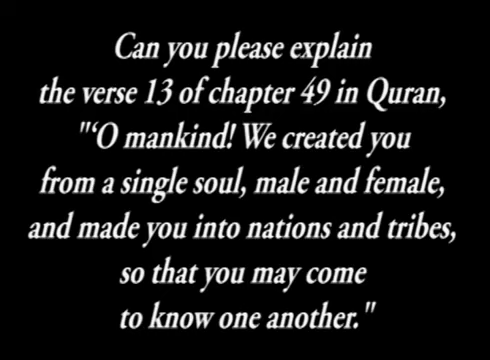 Can you please explain
the verse 13 of chapter 49 in Quran,
"‘O mankind! We created you
from a single soul, male and female,
and made you into nations and tribes,
so that you may come
to know one another."